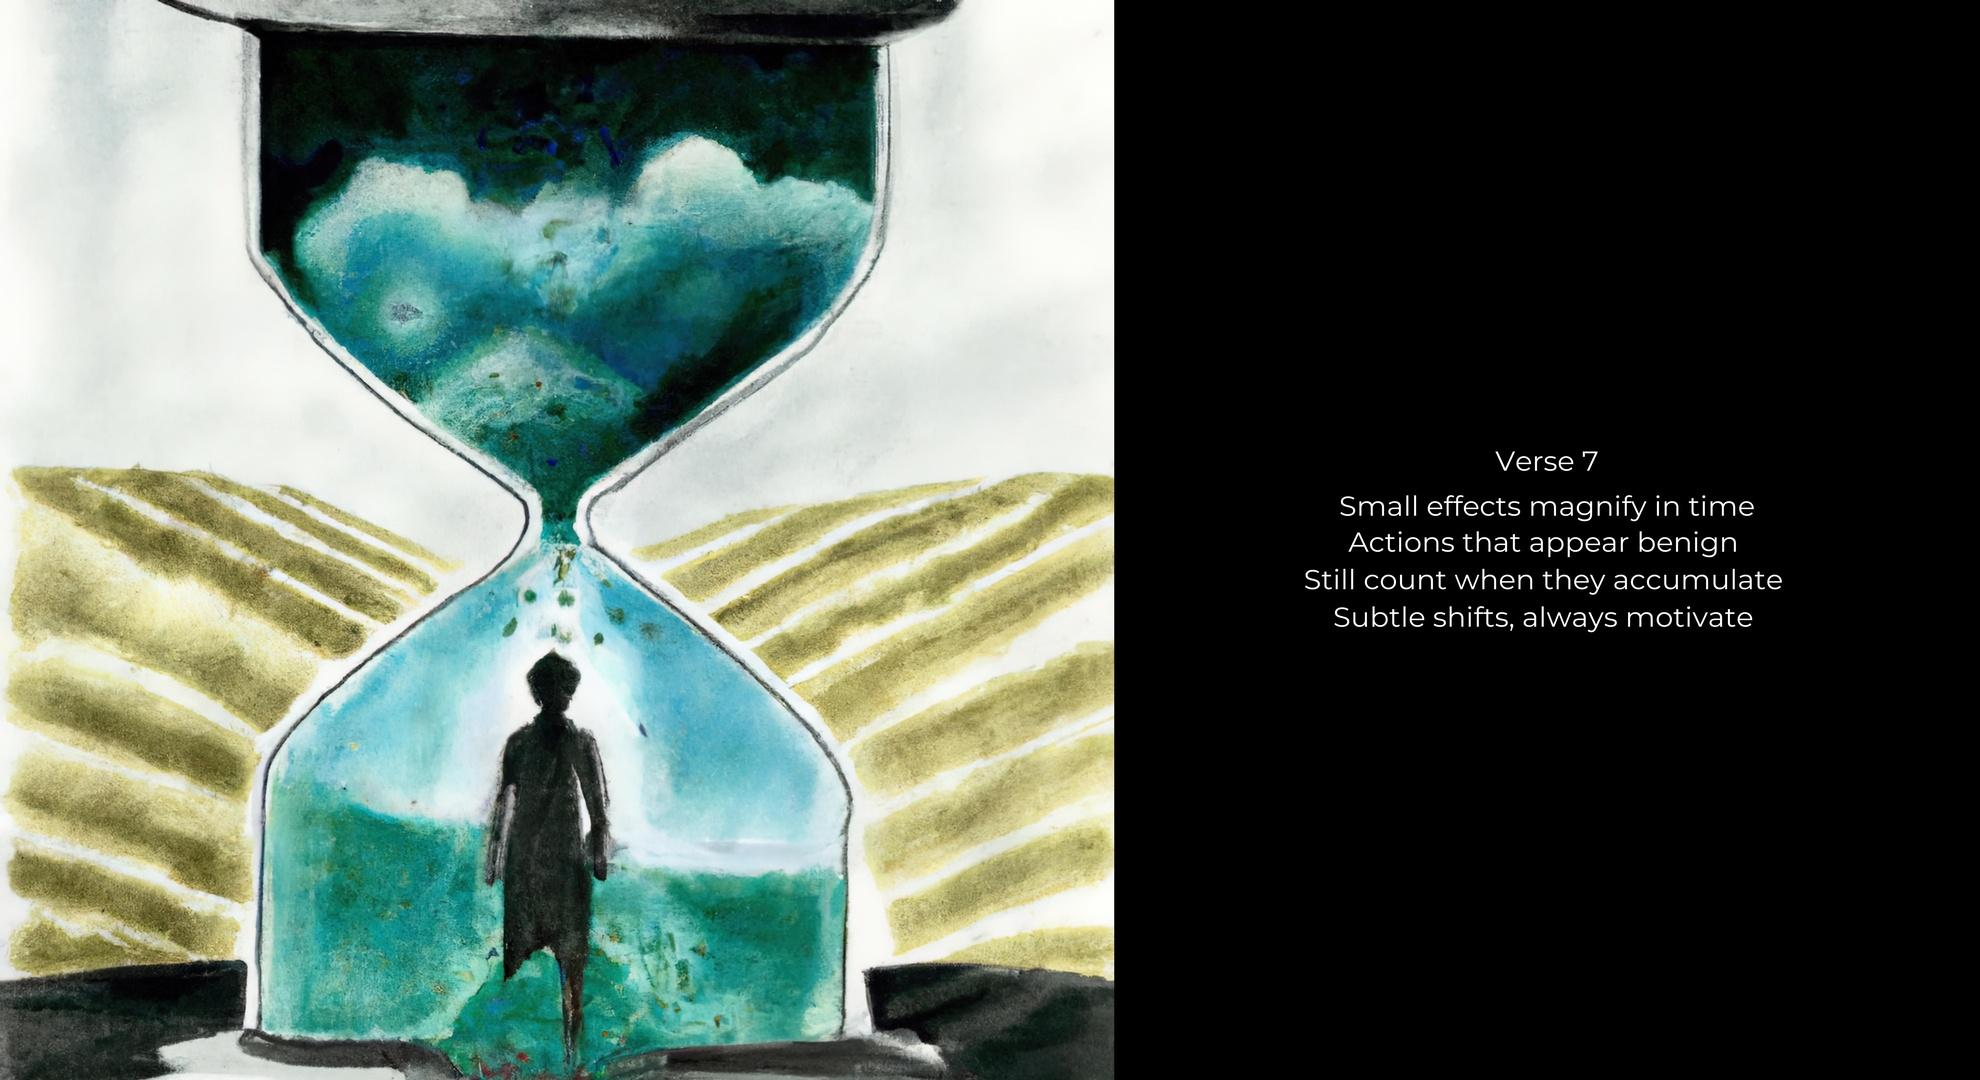 Verse 7
Small effects magnify in time
Actions that appear benign
Still count when they accumulate
Subtle shifts, always motivate